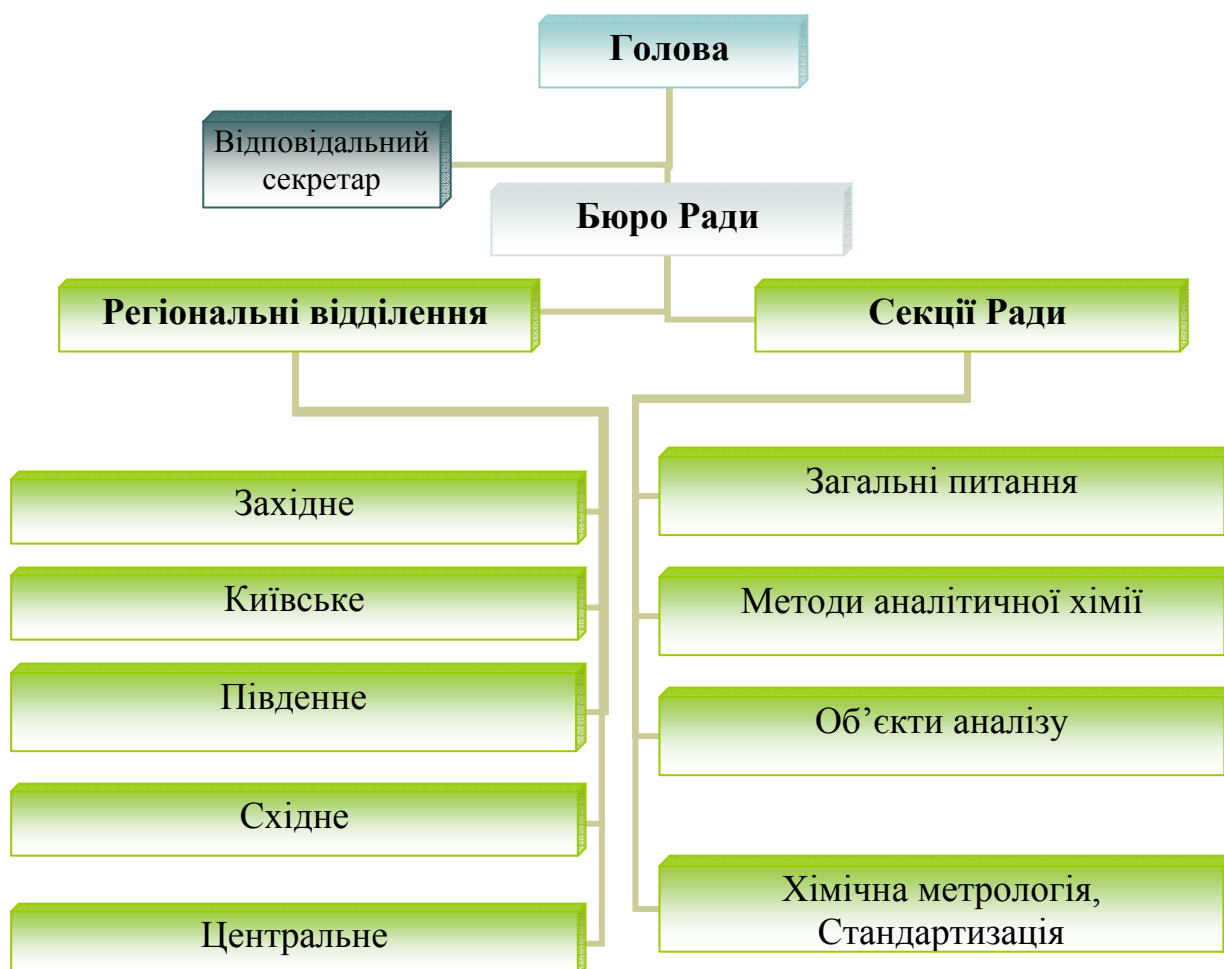 Голова
Відповідальний
секретар
Бюро Ради
Регіональні відділення
Секції Ради
Західне
Київське
Південне
Східне
Центральне
Загальні питання
Методи аналітичної хімії
Об’єкти аналізу
Хімічна метрологія,
Стандартизація